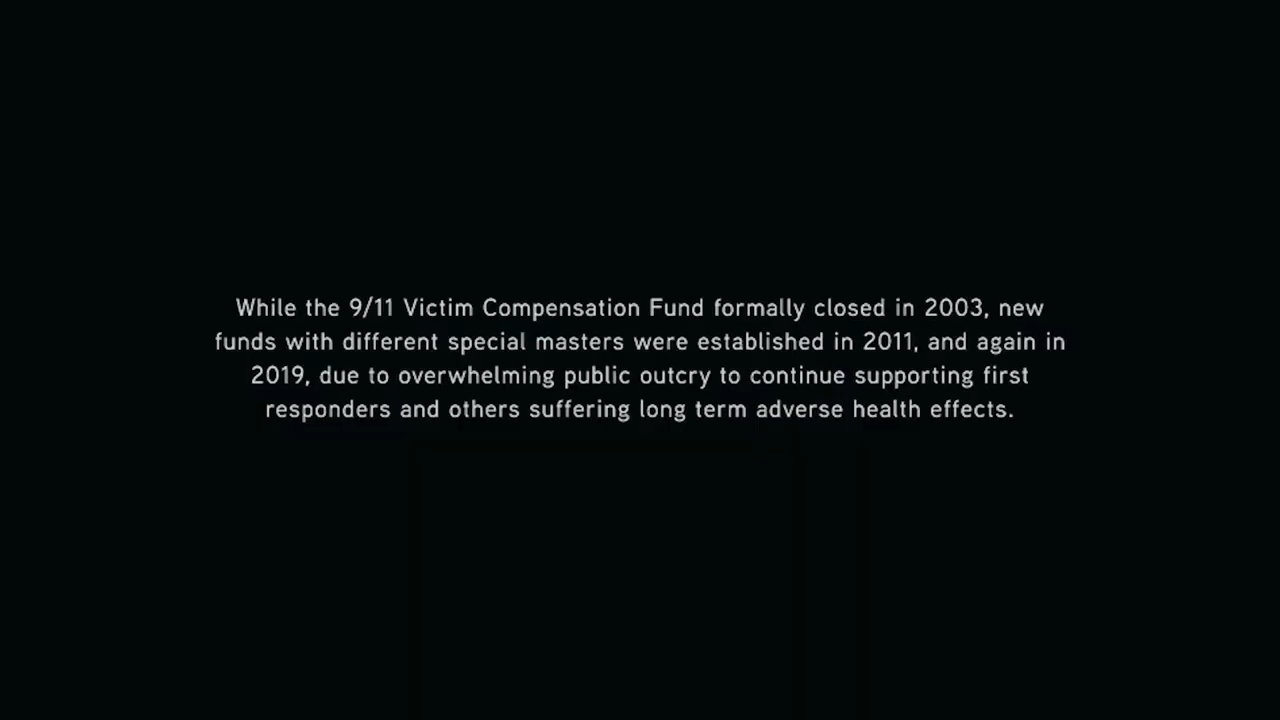 While the 9/11 Victim Compensation Fund formally closed in 2003, new
funds with different special masters were established in 2011, and again in
2019, due to overwhelming public outcry to continue supporting first
responders and others suffering long term adverse health effects.